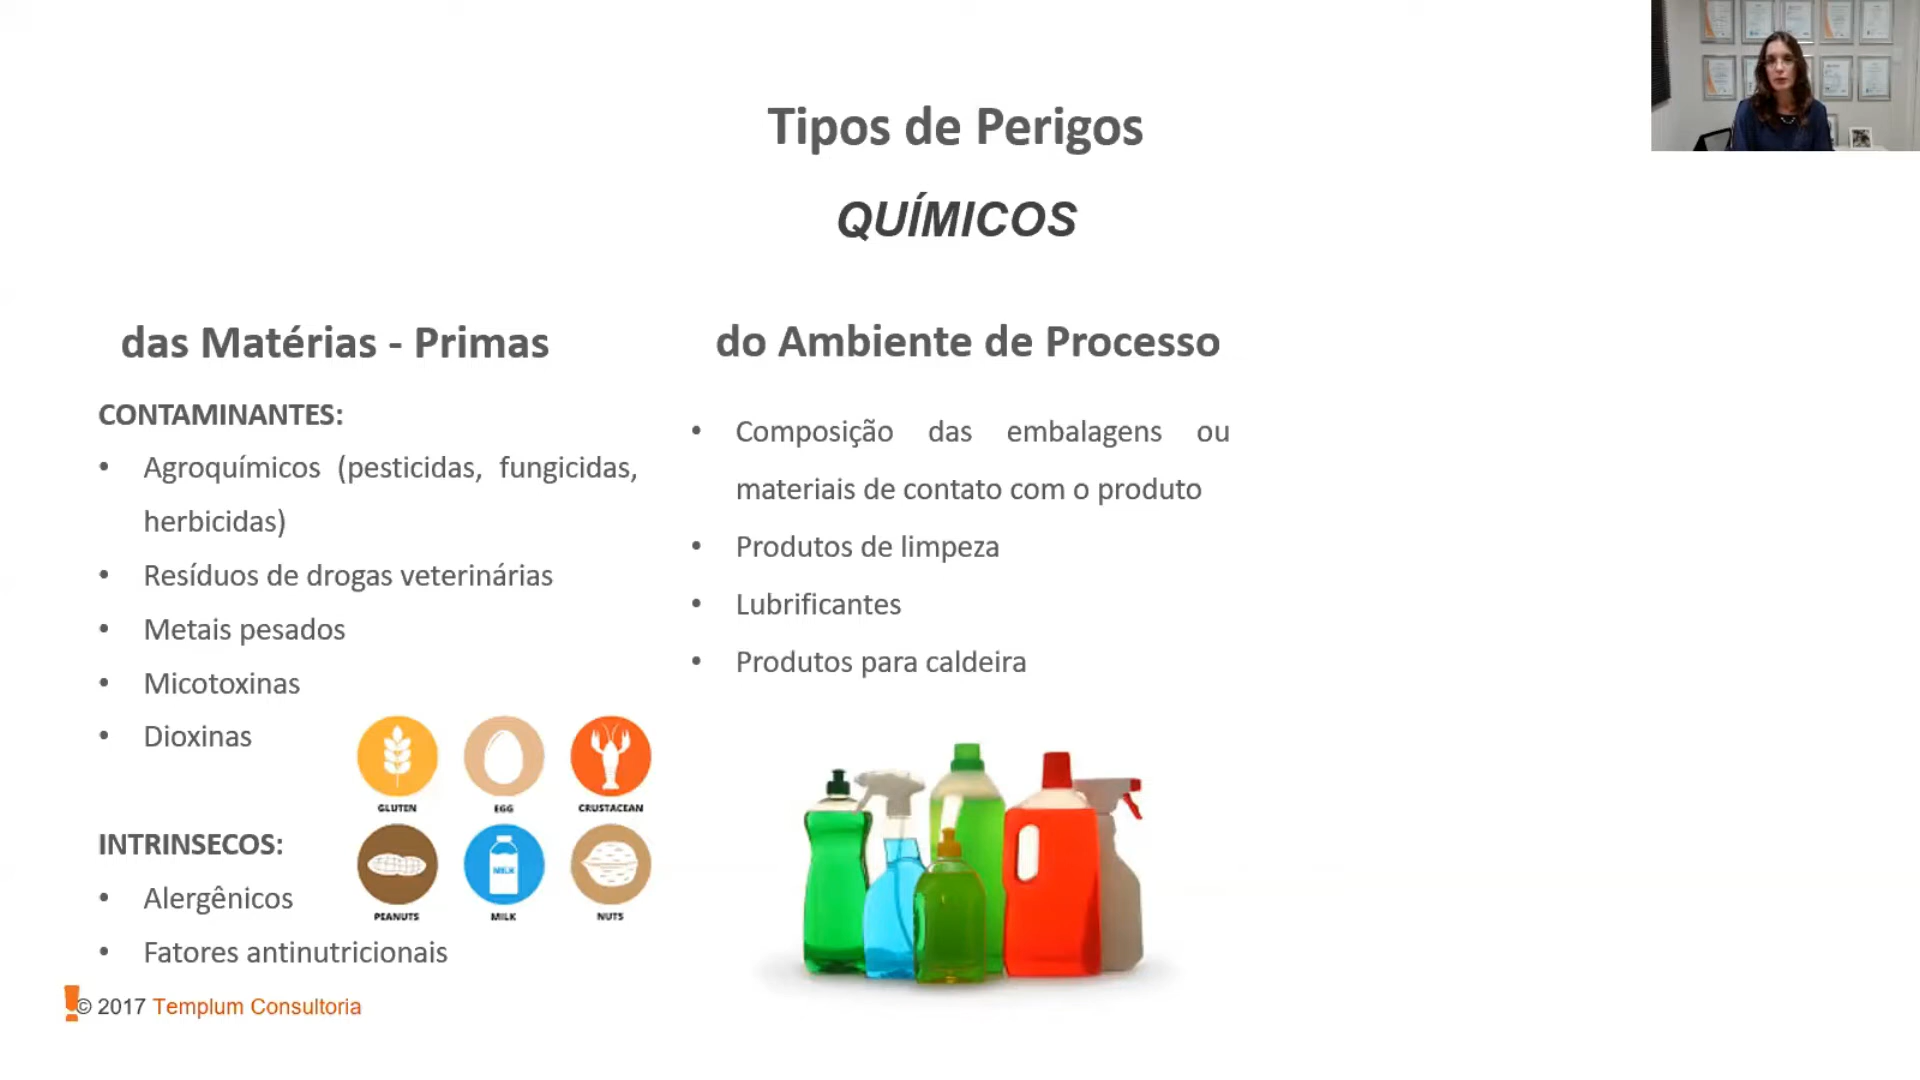 Tipos de Perigos
QUÍMICOS
das Matérias - Primas
CONTAMINANTES:
• Agroquímicos (pesticidas, fungicidas,
herbicidas)
• Resíduos de drogas veterinárias
• Metais pesados
• Micotoxinas
• Dioxinas
GLUTEN
EGG
CRUSTACEAN
PEANUTS
MILK
MILK
NUTS
INTRINSECOS:
• Alergênicos
• Fatores antinutricionais
do Ambiente de Processo
• Composição das embalagens ou
materiais de contato com o produto
• Produtos de limpeza
• Lubrificantes
• Produtos para caldeira
© 2017 Templum Consultoria